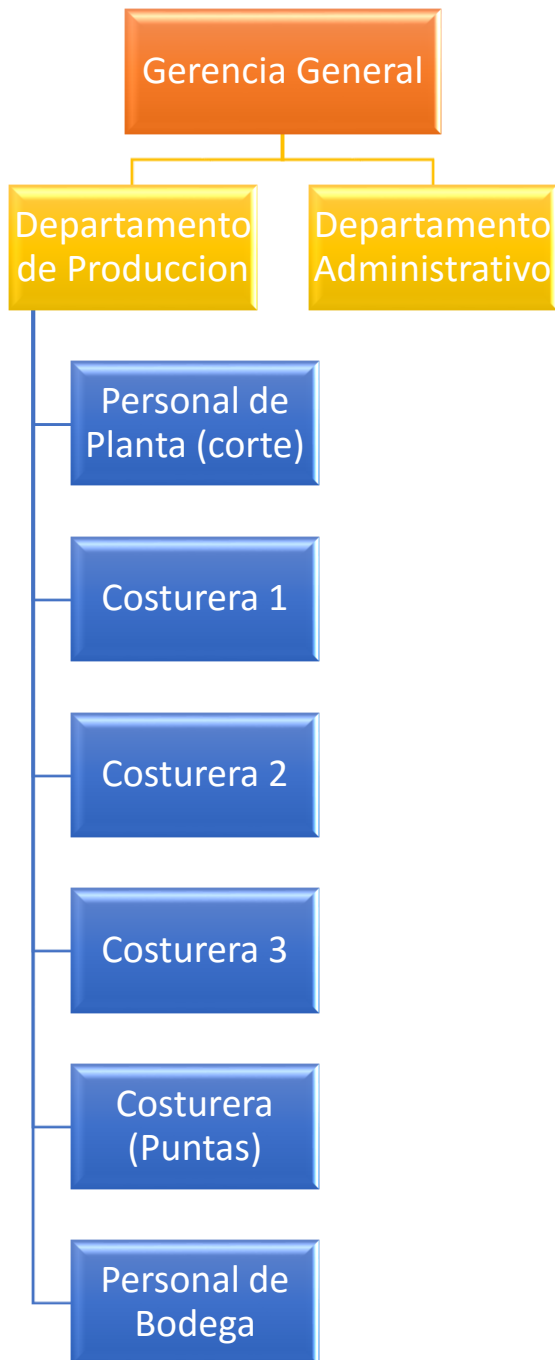 Gerencia General
Departamento
de Produccion
Departamento
Administrativo
Personal de
Planta (corte)
Costurera 1
Costurera 2
Costurera 3
Costurera
(Puntas)
Personal de
Bodega